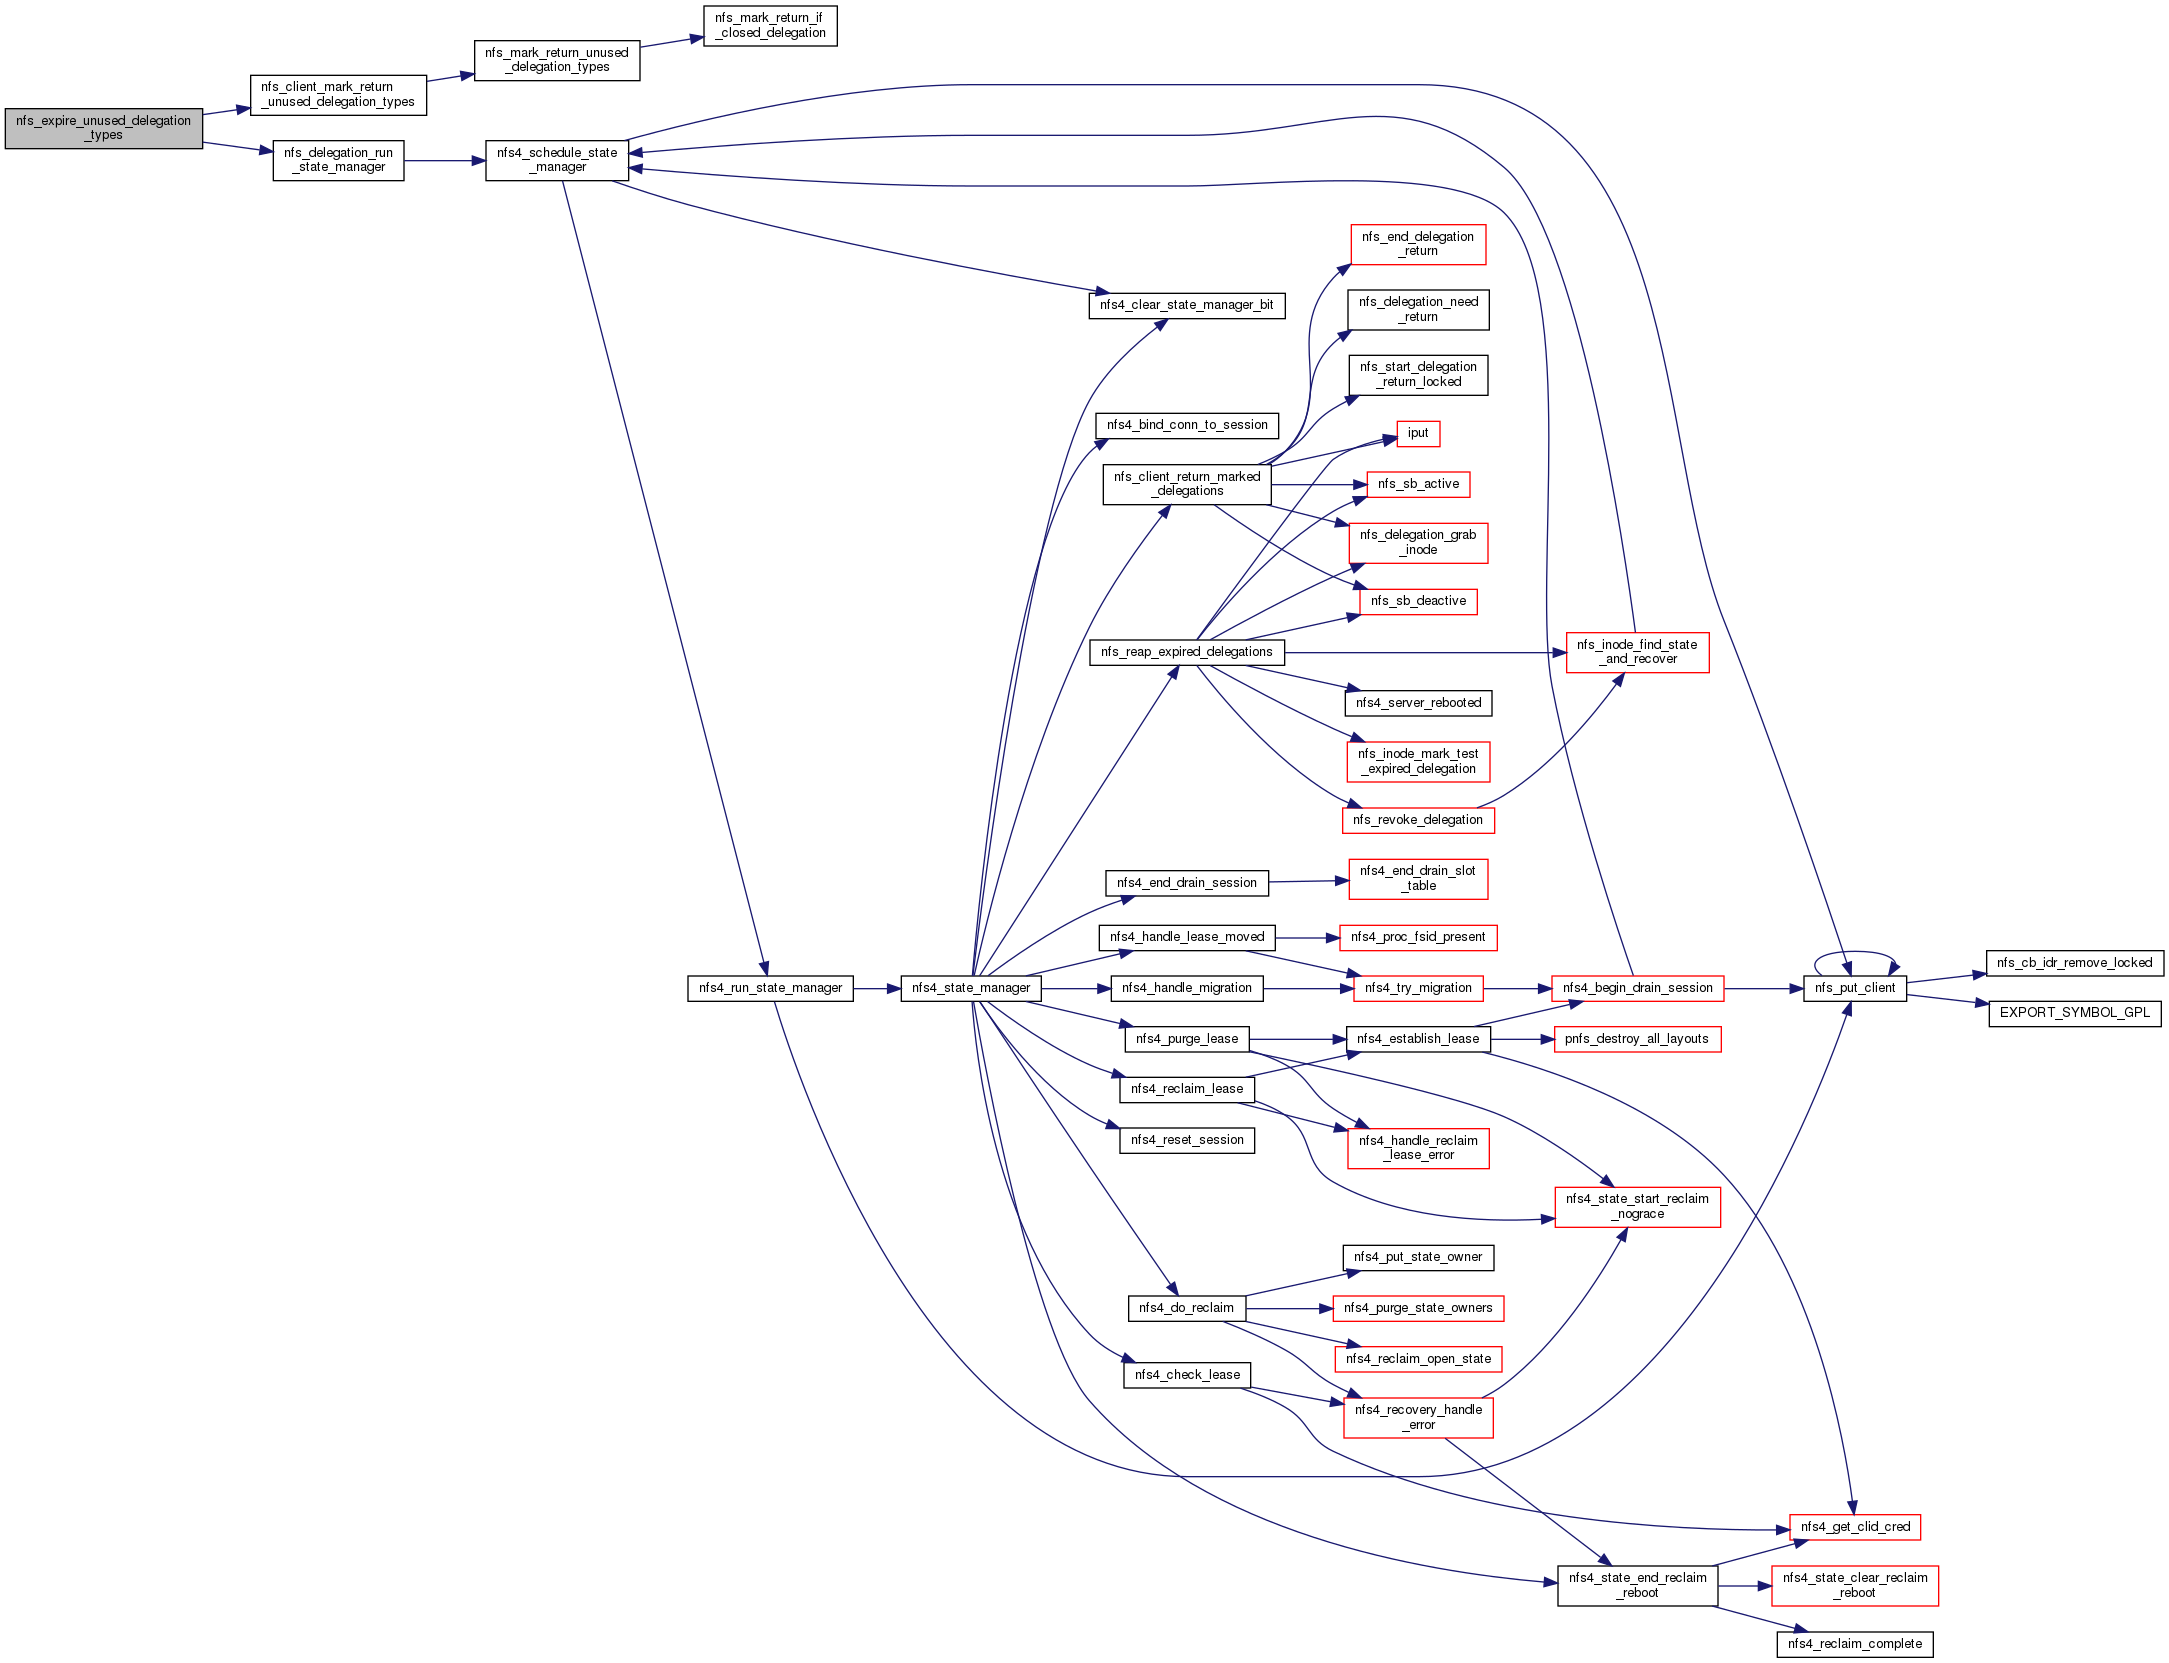 nfs_mark_return_if
_closed_delegation
nfs_mark_return_unused
_delegation_types
nfs_client_mark_return
_unused_delegation_types
nfs_expire_unused_delegation
_types
nfs_delegation_run
_state_manager
nfs4_schedule_state
_manager
nfs_end_delegation
_return
nfs4_clear_state_manager_bit
nfs_delegation_need
_return
nfs_start_delegation
_return_locked
nfs4_bind_conn_to_session
iput
nfs_client_return_marked
_delegations
nfs_sb_active
nfs_delegation_grab
_inode
nfs_sb_deactive
nfs_reap_expired_delegations
nfs_inode_find_state
_and_recover
nfs4_server_rebooted
nfs_inode_mark_test
_expired_delegation
nfs_revoke_delegation
nfs4_end_drain_session
nfs4_end_drain_slot
_table
nfs4_handle_lease_moved
nfs4_proc_fsid_present
nfs4_run_state_manager
nfs4_state_manager
nfs4_handle_migration
nfs4_try_migration
nfs4_begin_drain_session
nfs_put_client
nfs_cb_idr_remove_locked
EXPORT_SYMBOL_GPL
nfs4_purge_lease
nfs4_establish_lease
pnfs_destroy_all_layouts
nfs4_reclaim_lease
nfs4_reset_session
nfs4_handle_reclaim
_lease_error
nfs4_state_start_reclaim
_nograce
nfs4_put_state_owner
nfs4_do_reclaim
nfs4_purge_state_owners
nfs4_reclaim_open_state
nfs4_check_lease
nfs4_recovery_handle
_error
nfs4_get_clid_cred
nfs4_state_end_reclaim
_reboot
nfs4_state_clear_reclaim
_reboot
nfs4_reclaim_complete